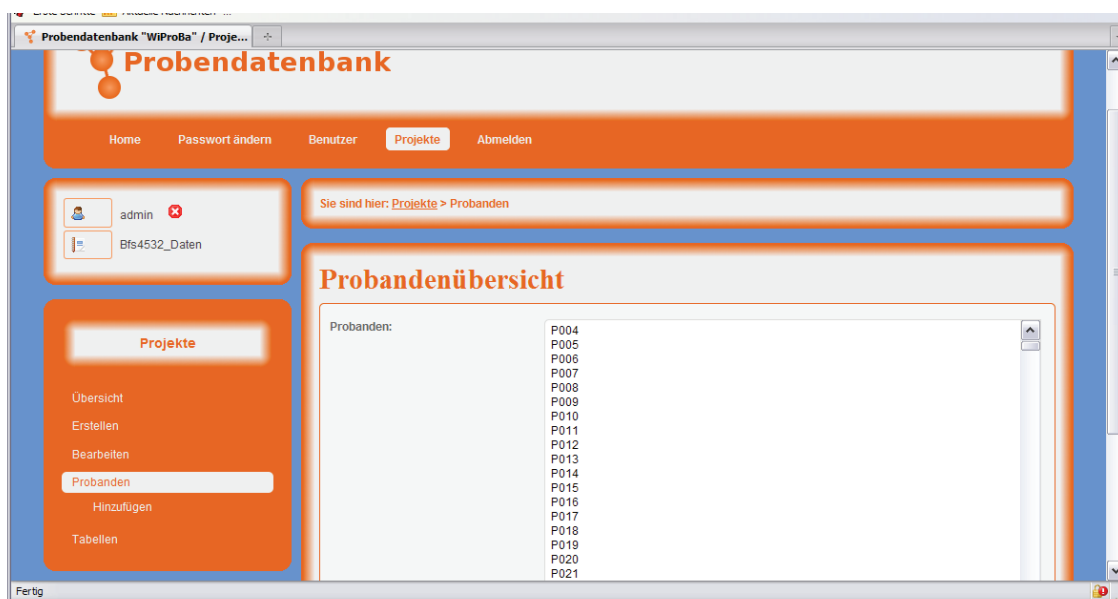 Probendatenbank "WiProBa" / Proje...
Probendatenbank
Home Passwort ändern Benutzer Projekte Abmelden
admin
Bfs4532_Daten
Sie sind hier: Projekte > Probanden
Probandenübersicht
Probanden:
P004
P005
P006
P007
P008
P009
P010
P011
P012
P013
P014
P015
P016
P017
P018
P019
P020
P021
Projekte
Übersicht
Erstellen
Bearbeiten
Probanden
Hinzufügen
Tabellen
Fertig